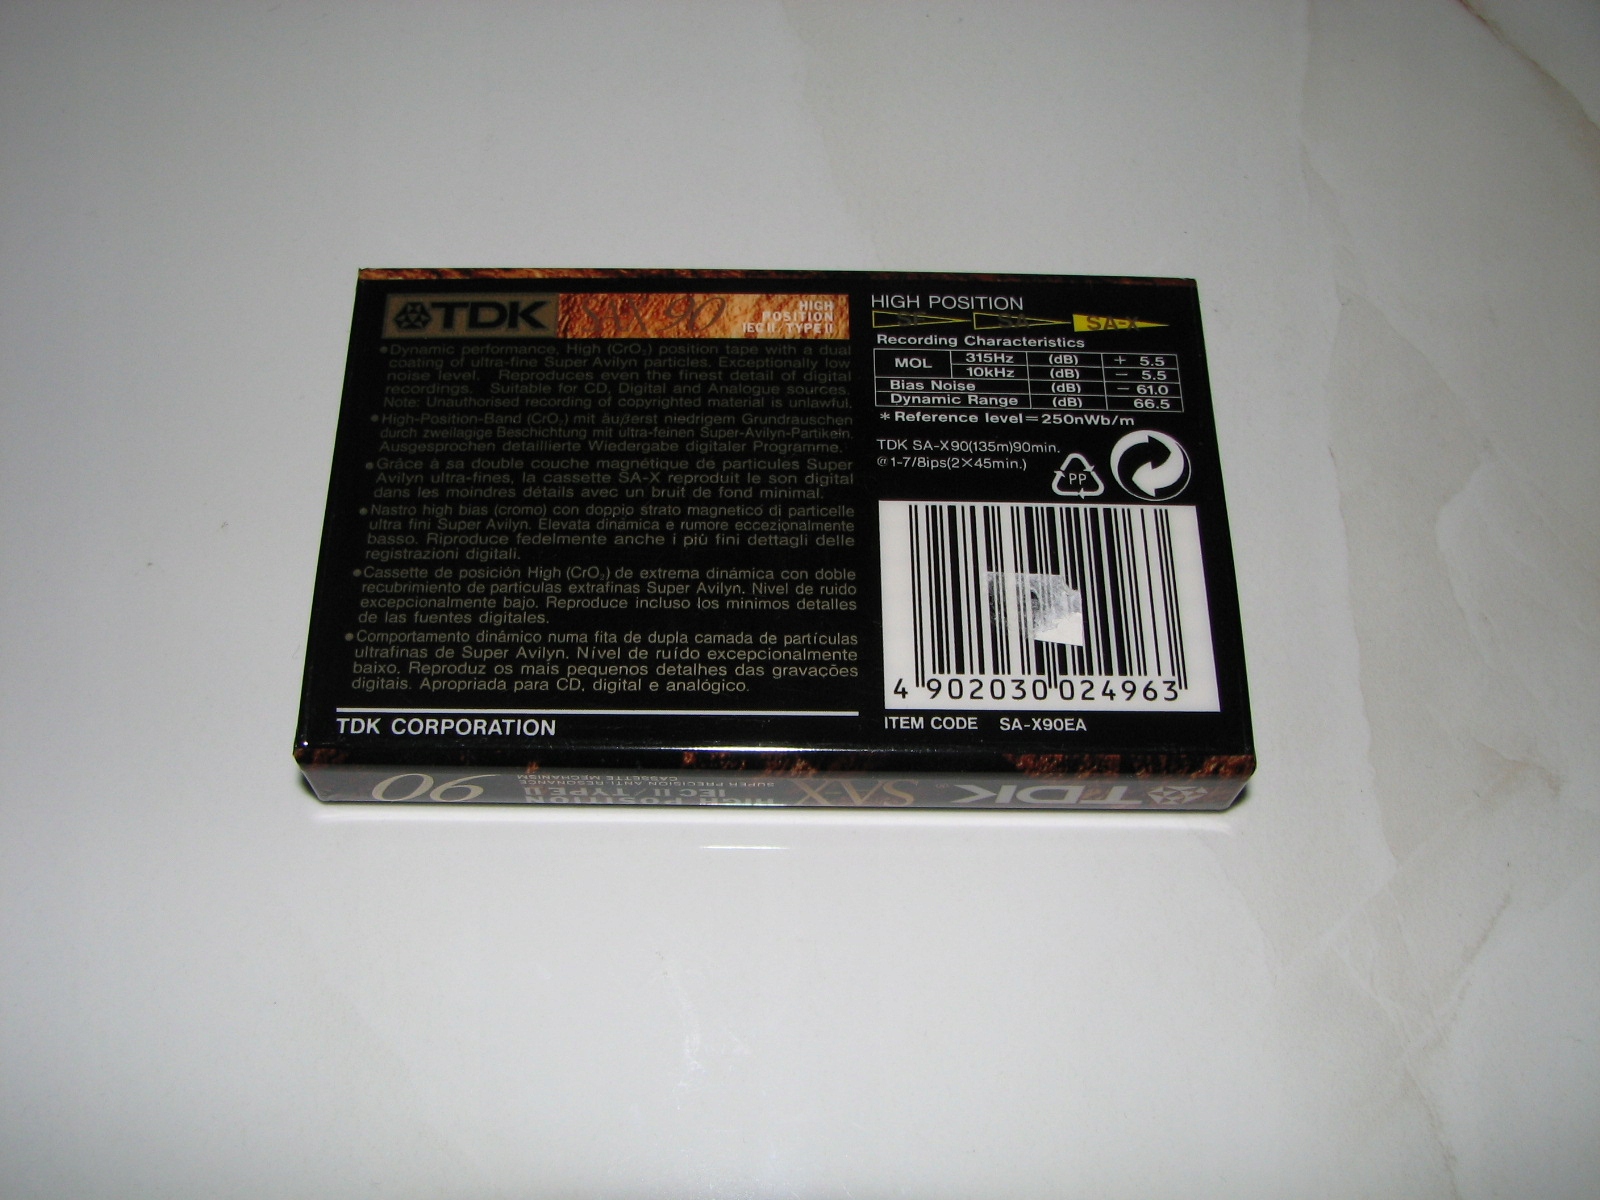 TDK SA-X 90 HIGH
POSITION
IEC II / TYPE II
●Dynamic performance, High (CrO₂) position tape with a dual
coating of ultra-fine Super Avilyn particles. Exceptionally low
noise level. Reproduces even the finest detail of digital
recordings. Suitable for CD, Digital and Analogue sources.
Note: Unauthorised recording of copyrighted material is unlawful.
●High-Position-Band (CrO₂) mit äußerst niedrigem Grundrauschen
durch zweilagige Beschichtung mit ultra-feinen Super-Avilyn-Partikeln.
Ausgesprochen detaillierte Wiedergabe digitaler Programme.
●Grâce à sa double couche magnétique de particules Super
Avilyn ultra-fines, la cassette SA-X reproduit le son digital
dans les moindres détails avec un bruit de fond minimal.
●Nastro high bias (cromo) con doppio strato magnetico di particelle
ultra fini Super Avilyn. Elevata dinámica e rumore eccezionalmente
basso. Riproduce fedelmente anche i piú fini dettagli delle
registrazioni digitali.
●Cassette de posición High (CrO₂) de extrema dinámica con doble
recubrimiento de particulas extrafinas Super Avilyn. Nivel de ruido
excepcionalmente bajo. Reproduce incluso los minimos detalles
de las fuentes digitales.
●Comportamento dinâmico numa fita de dupla camada de partículas
ultrafinas de Super Avilyn. Nível de ruído excepcionalmente
baixo. Reproduz os mais pequenos detalhes das gravações
digitais. Apropriada para CD, digital e analógico.
TDK CORPORATION
HIGH POSITION
SF SA SA-X
Recording Characteristics
MOL 315Hz (dB) + 5.5
10kHz (dB) − 5.5
Bias Noise (dB) − 61.0
Dynamic Range (dB) 66.5
* Reference level=250nWb/m
TDK SA-X90(135m)90min.
@1-7/8ips(2×45min.)
PP
4 902030 024963
ITEM CODE SA-X90EA
TDK SA-X HIGH POSITION
IEC II / TYPE II
SUPER PRECISION ANTI-RESONANCE
CASSETTE MECHANISM
90